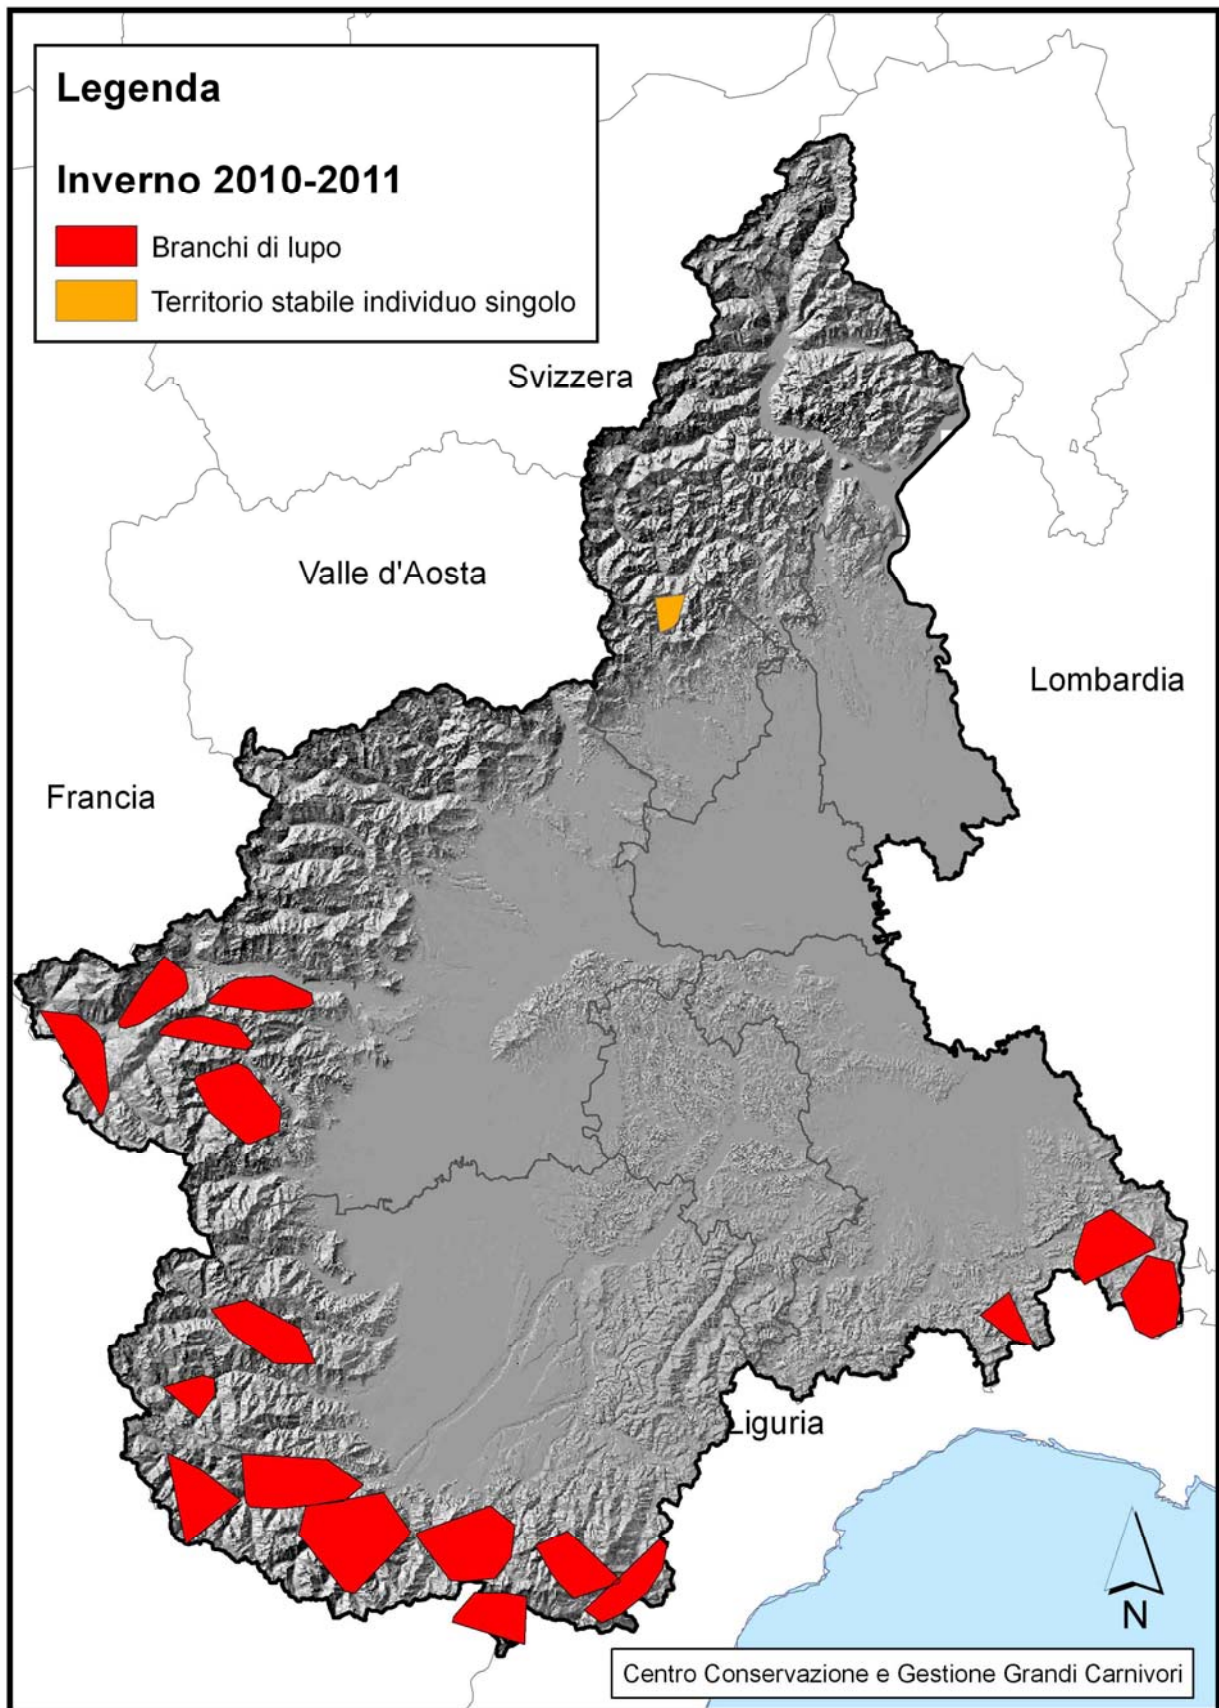 Legenda
Inverno 2010-2011
Branchi di lupo
Territorio stabile individuo singolo
Svizzera
Valle d'Aosta
Lombardia
Francia
Liguria
N
Centro Conservazione e Gestione Grandi Carnivori